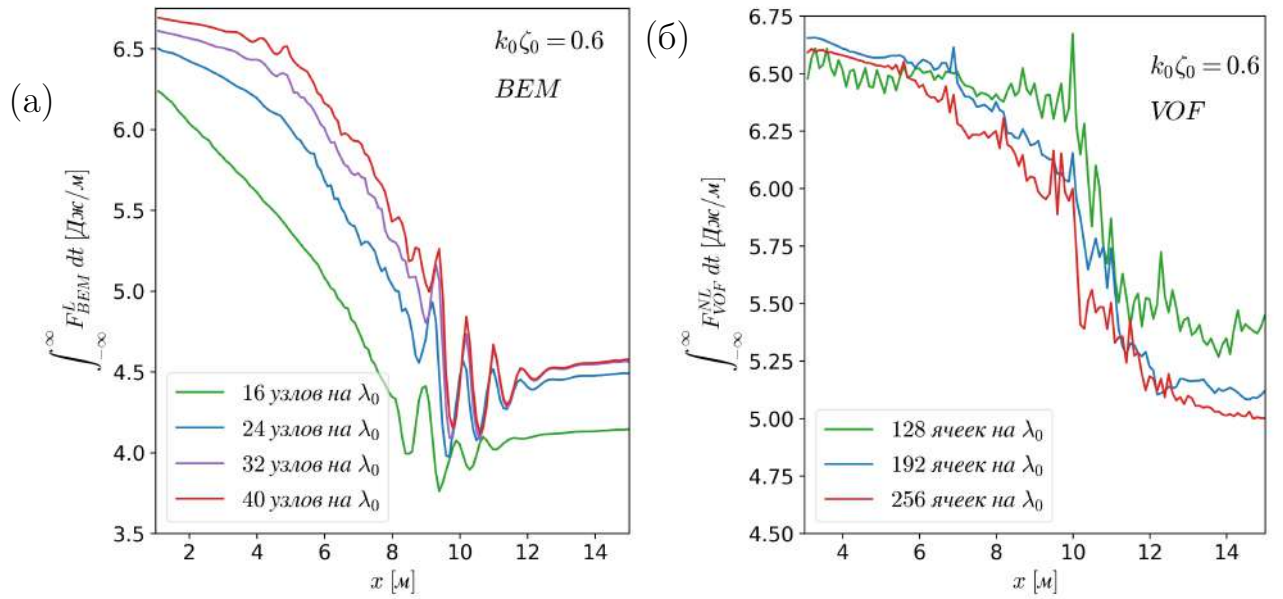 (а)
∫_{-∞}^{∞} F^{L}_{BEM} dt [Дж/м]
6.5
6.0
5.5
5.0
4.5
4.0
3.5
k₀ζ₀ = 0.6
BEM
16 узлов на λ₀
24 узлов на λ₀
32 узлов на λ₀
40 узлов на λ₀
2 4 6 8 10 12 14
x [м]
(б)
∫_{-∞}^{∞} F^{NL}_{VOF} dt [Дж/м]
6.75
6.50
6.25
6.00
5.75
5.50
5.25
5.00
4.75
4.50
k₀ζ₀ = 0.6
VOF
128 ячеек на λ₀
192 ячеек на λ₀
256 ячеек на λ₀
4 6 8 10 12 14
x [м]